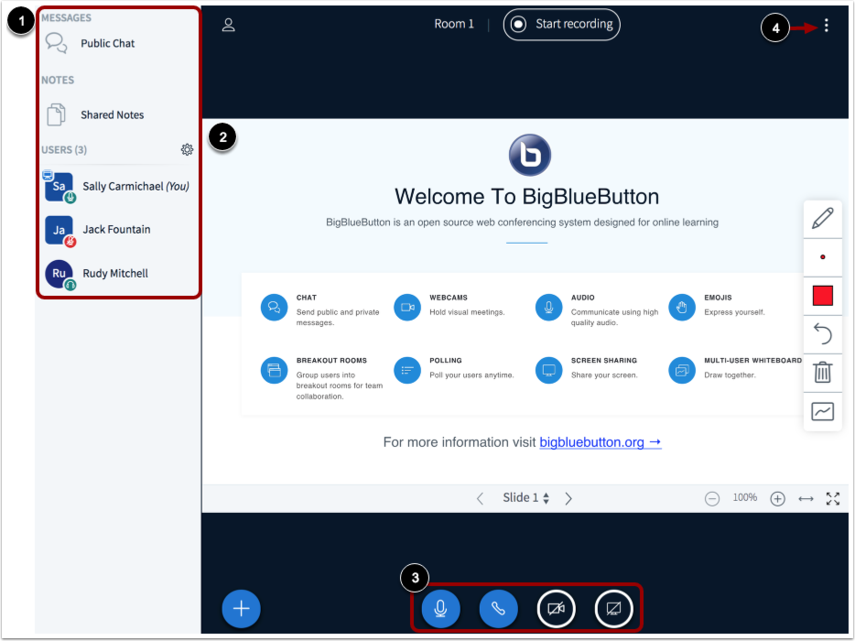 1
MESSAGES
Public Chat
NOTES
Shared Notes
USERS (3)
Sa
Sally Carmichael (You)
Ja
Jack Fountain
Ru
Rudy Mitchell
Room 1
Start recording
4
2
b
Welcome To BigBlueButton
BigBlueButton is an open source web conferencing system designed for online learning
CHAT
Send public and private
messages.
WEBCAMS
Hold visual meetings.
AUDIO
Communicate using high
quality audio.
EMOJIS
Express yourself.
BREAKOUT ROOMS
Group users into
breakout rooms for team
collaboration.
POLLING
Poll your users anytime.
SCREEN SHARING
Share your screen.
MULTI-USER WHITEBOARD
Draw together.
For more information visit bigbluebutton.org →
Slide 1
100%
3